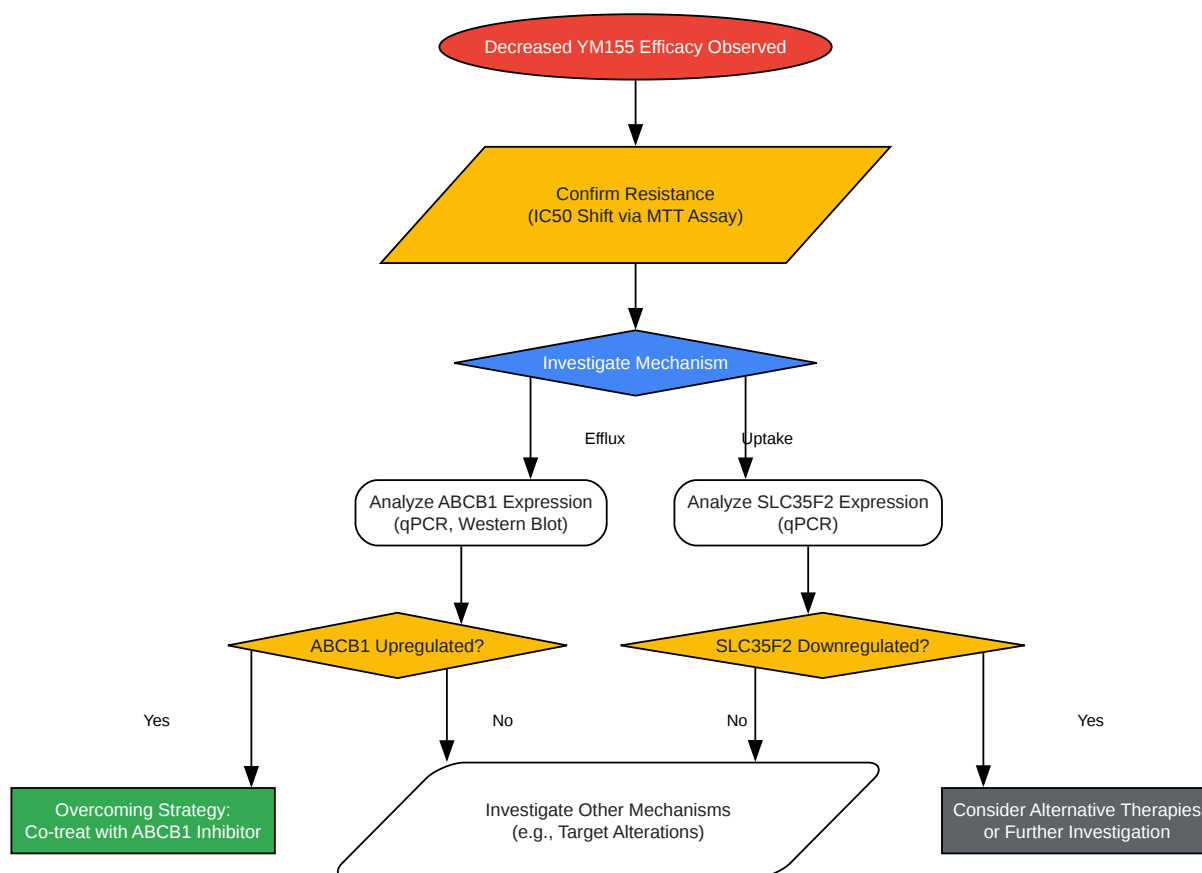 Decreased YM155 Efficacy Observed
Confirm Resistance
(IC50 Shift via MTT Assay)
Investigate Mechanism
Efflux
Uptake
Analyze ABCB1 Expression
(qPCR, Western Blot)
Analyze SLC35F2 Expression
(qPCR)
ABCB1 Upregulated?
SLC35F2 Downregulated?
Yes
No
No
Yes
Overcoming Strategy:
Co-treat with ABCB1 Inhibitor
Investigate Other Mechanisms
(e.g., Target Alterations)
Consider Alternative Therapies
or Further Investigation